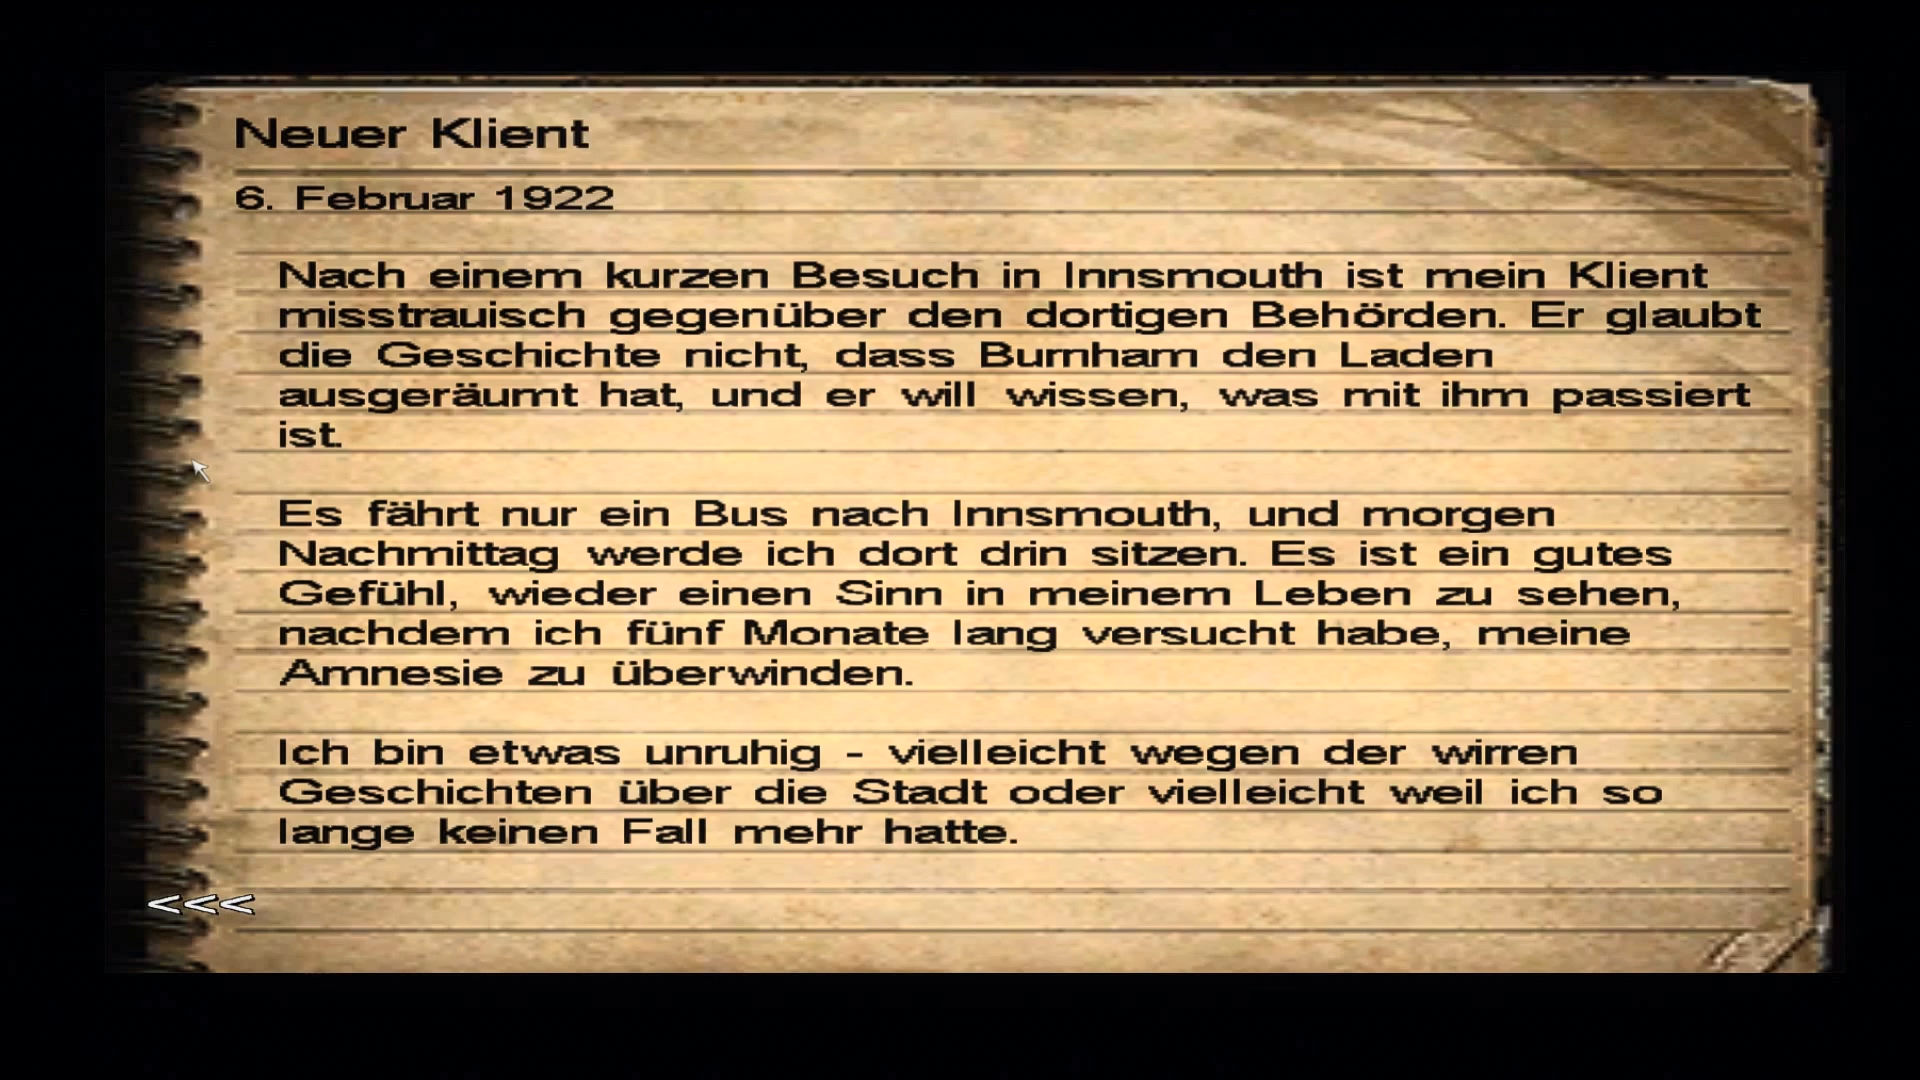 Neuer Klient
6. Februar 1922
Nach einem kurzen Besuch in Innsmouth ist mein Klient
misstrauisch gegenüber den dortigen Behörden. Er glaubt
die Geschichte nicht, dass Burnham den Laden
ausgeräumt hat, und er will wissen, was mit ihm passiert
ist.
Es fährt nur ein Bus nach Innsmouth, und morgen
Nachmittag werde ich dort drin sitzen. Es ist ein gutes
Gefühl, wieder einen Sinn in meinem Leben zu sehen,
nachdem ich fünf Monate lang versucht habe, meine
Amnesie zu überwinden.
Ich bin etwas unruhig - vielleicht wegen der wirren
Geschichten über die Stadt oder vielleicht weil ich so
lange keinen Fall mehr hatte.
<<<